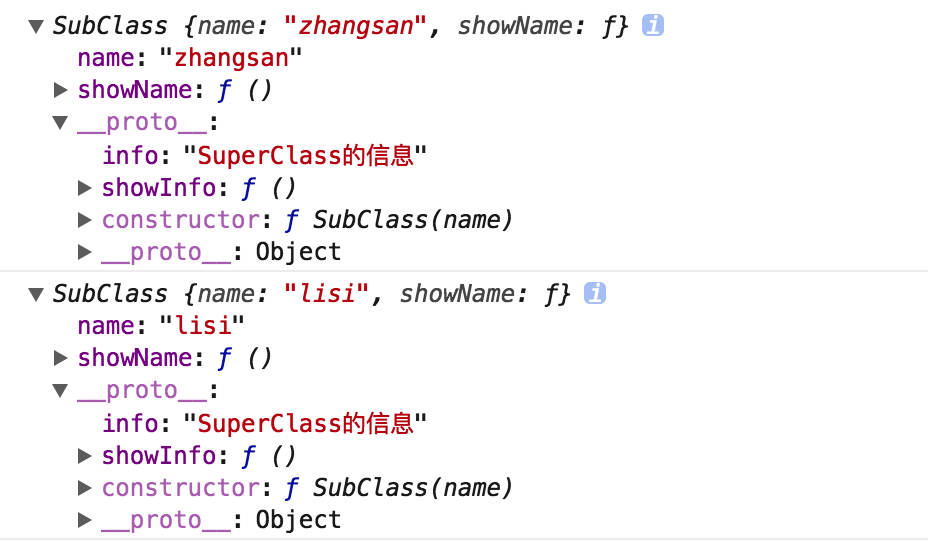 ▼ SubClass {name: "zhangsan", showName: ƒ} i
name: "zhangsan"
▶ showName: ƒ ()
▼ __proto__:
info: "SuperClass的信息"
▶ showInfo: ƒ ()
▶ constructor: ƒ SubClass(name)
▶ __proto__: Object
▼ SubClass {name: "lisi", showName: ƒ} i
name: "lisi"
▶ showName: ƒ ()
▼ __proto__:
info: "SuperClass的信息"
▶ showInfo: ƒ ()
▶ constructor: ƒ SubClass(name)
▶ __proto__: Object